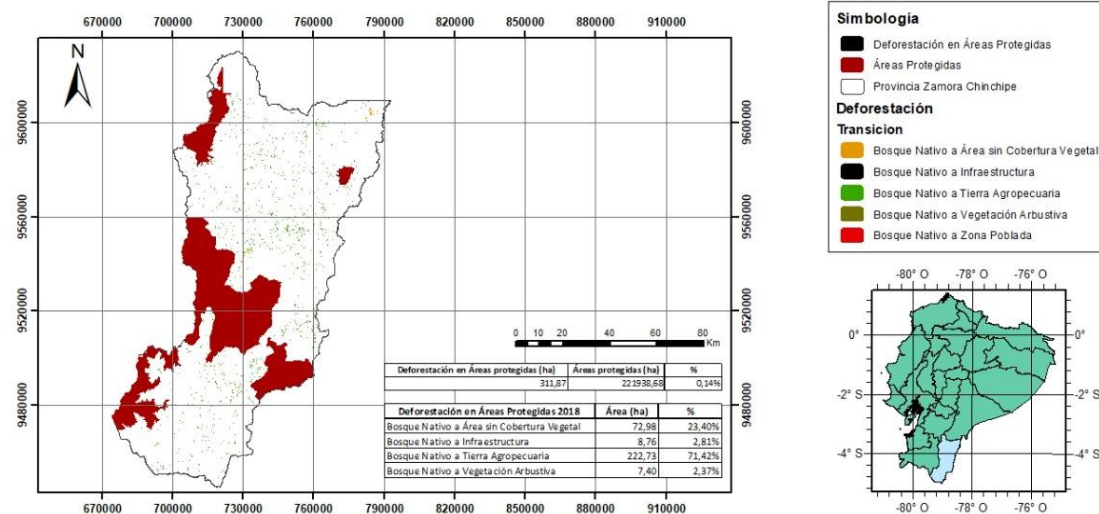 670000 700000 730000 760000 790000 820000 850000 880000 910000
N
9600000 9600000
9560000 9560000
9520000 9520000
9480000 9480000
0 10 20 40 60 80
Km
Deforestación en Áreas protegidas (ha) Áreas protegidas (ha) %
311,87 221938,68 0,14%
Deforestación en Áreas Protegidas 2018 Área (ha) %
Bosque Nativo a Área sin Cobertura Vegetal 72,98 23,40%
Bosque Nativo a Infraestructura 8,76 2,81%
Bosque Nativo a Tierra Agropecuaria 222,73 71,42%
Bosque Nativo a Vegetación Arbustiva 7,40 2,37%
670000 700000 730000 760000 790000 820000 850000 880000 910000
Simbología
Deforestación en Áreas Protegidas
Áreas Protegidas
Provincia Zamora Chinchipe
Deforestación
Transicion
Bosque Nativo a Área sin Cobertura Vegetal
Bosque Nativo a Infraestructura
Bosque Nativo a Tierra Agropecuaria
Bosque Nativo a Vegetación Arbustiva
Bosque Nativo a Zona Poblada
-80° O -78° O -76° O
0° 0°
-2° S -2° S
-4° S -4° S
-80° O -78° O -76° O